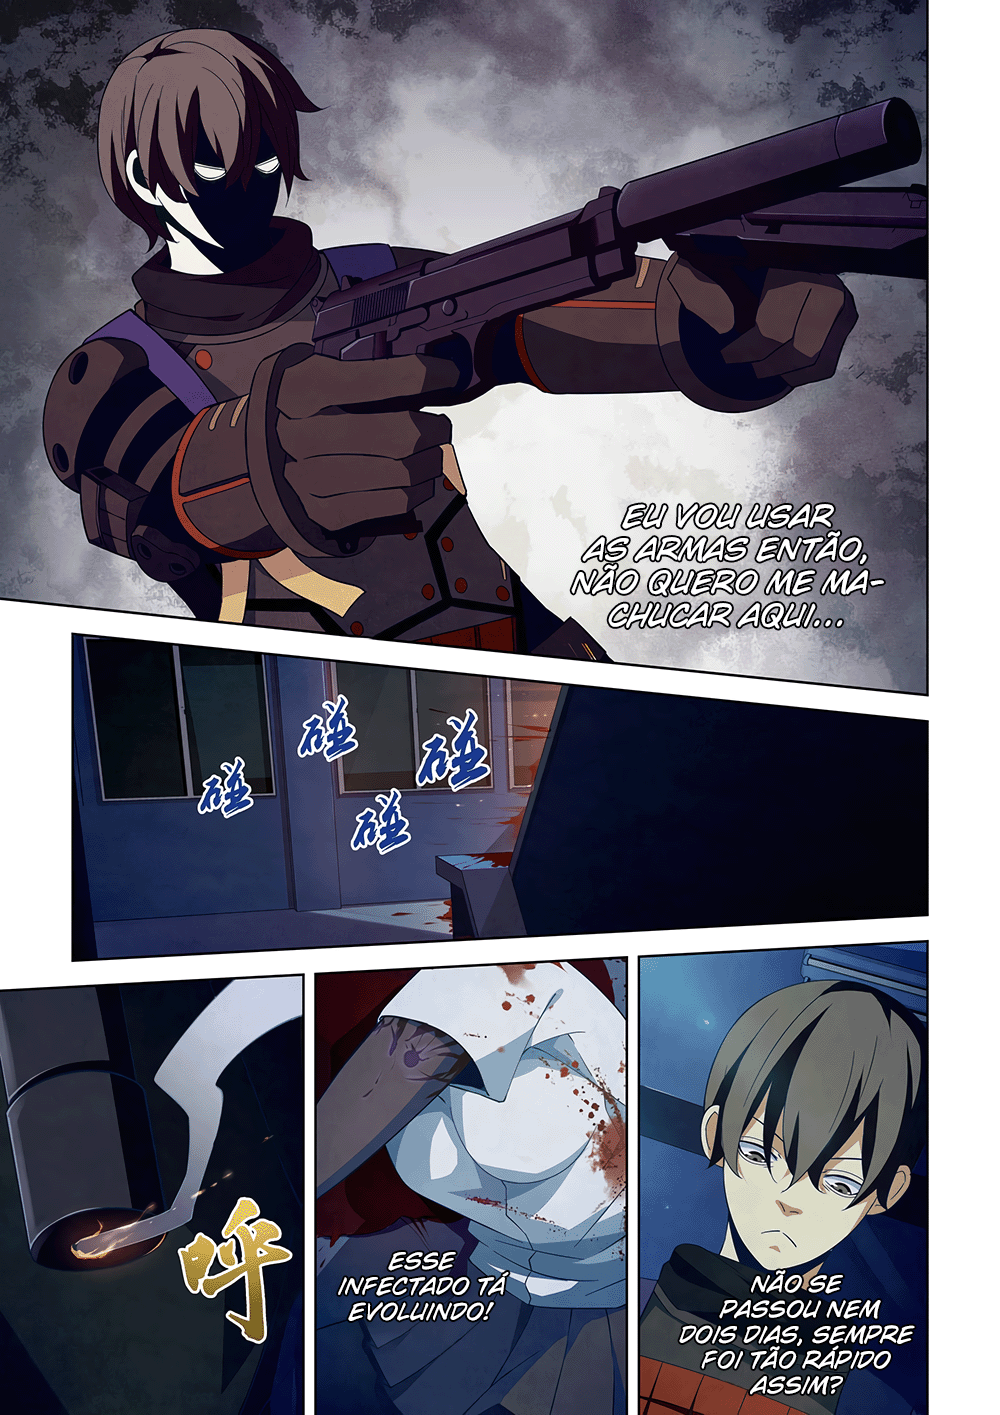 EU VOU USAR
AS ARMAS ENTÃO,
NÃO QUERO ME MA-
CHUCAR AQUI...
碰
碰
碰
碰
呼
ESSE
INFECTADO TÁ
EVOLUINDO!
NÃO SE
PASSOU NEM
DOIS DIAS, SEMPRE
FOI TÃO RÁPIDO
ASSIM?